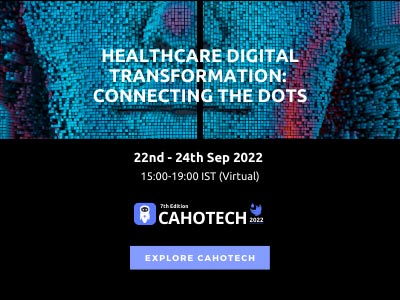 HEALTHCARE DIGITAL
TRANSFORMATION:
CONNECTING THE DOTS
22nd - 24th Sep 2022
15:00-19:00 IST (Virtual)
7th Edition
CAHOTECH
2022
EXPLORE CAHOTECH